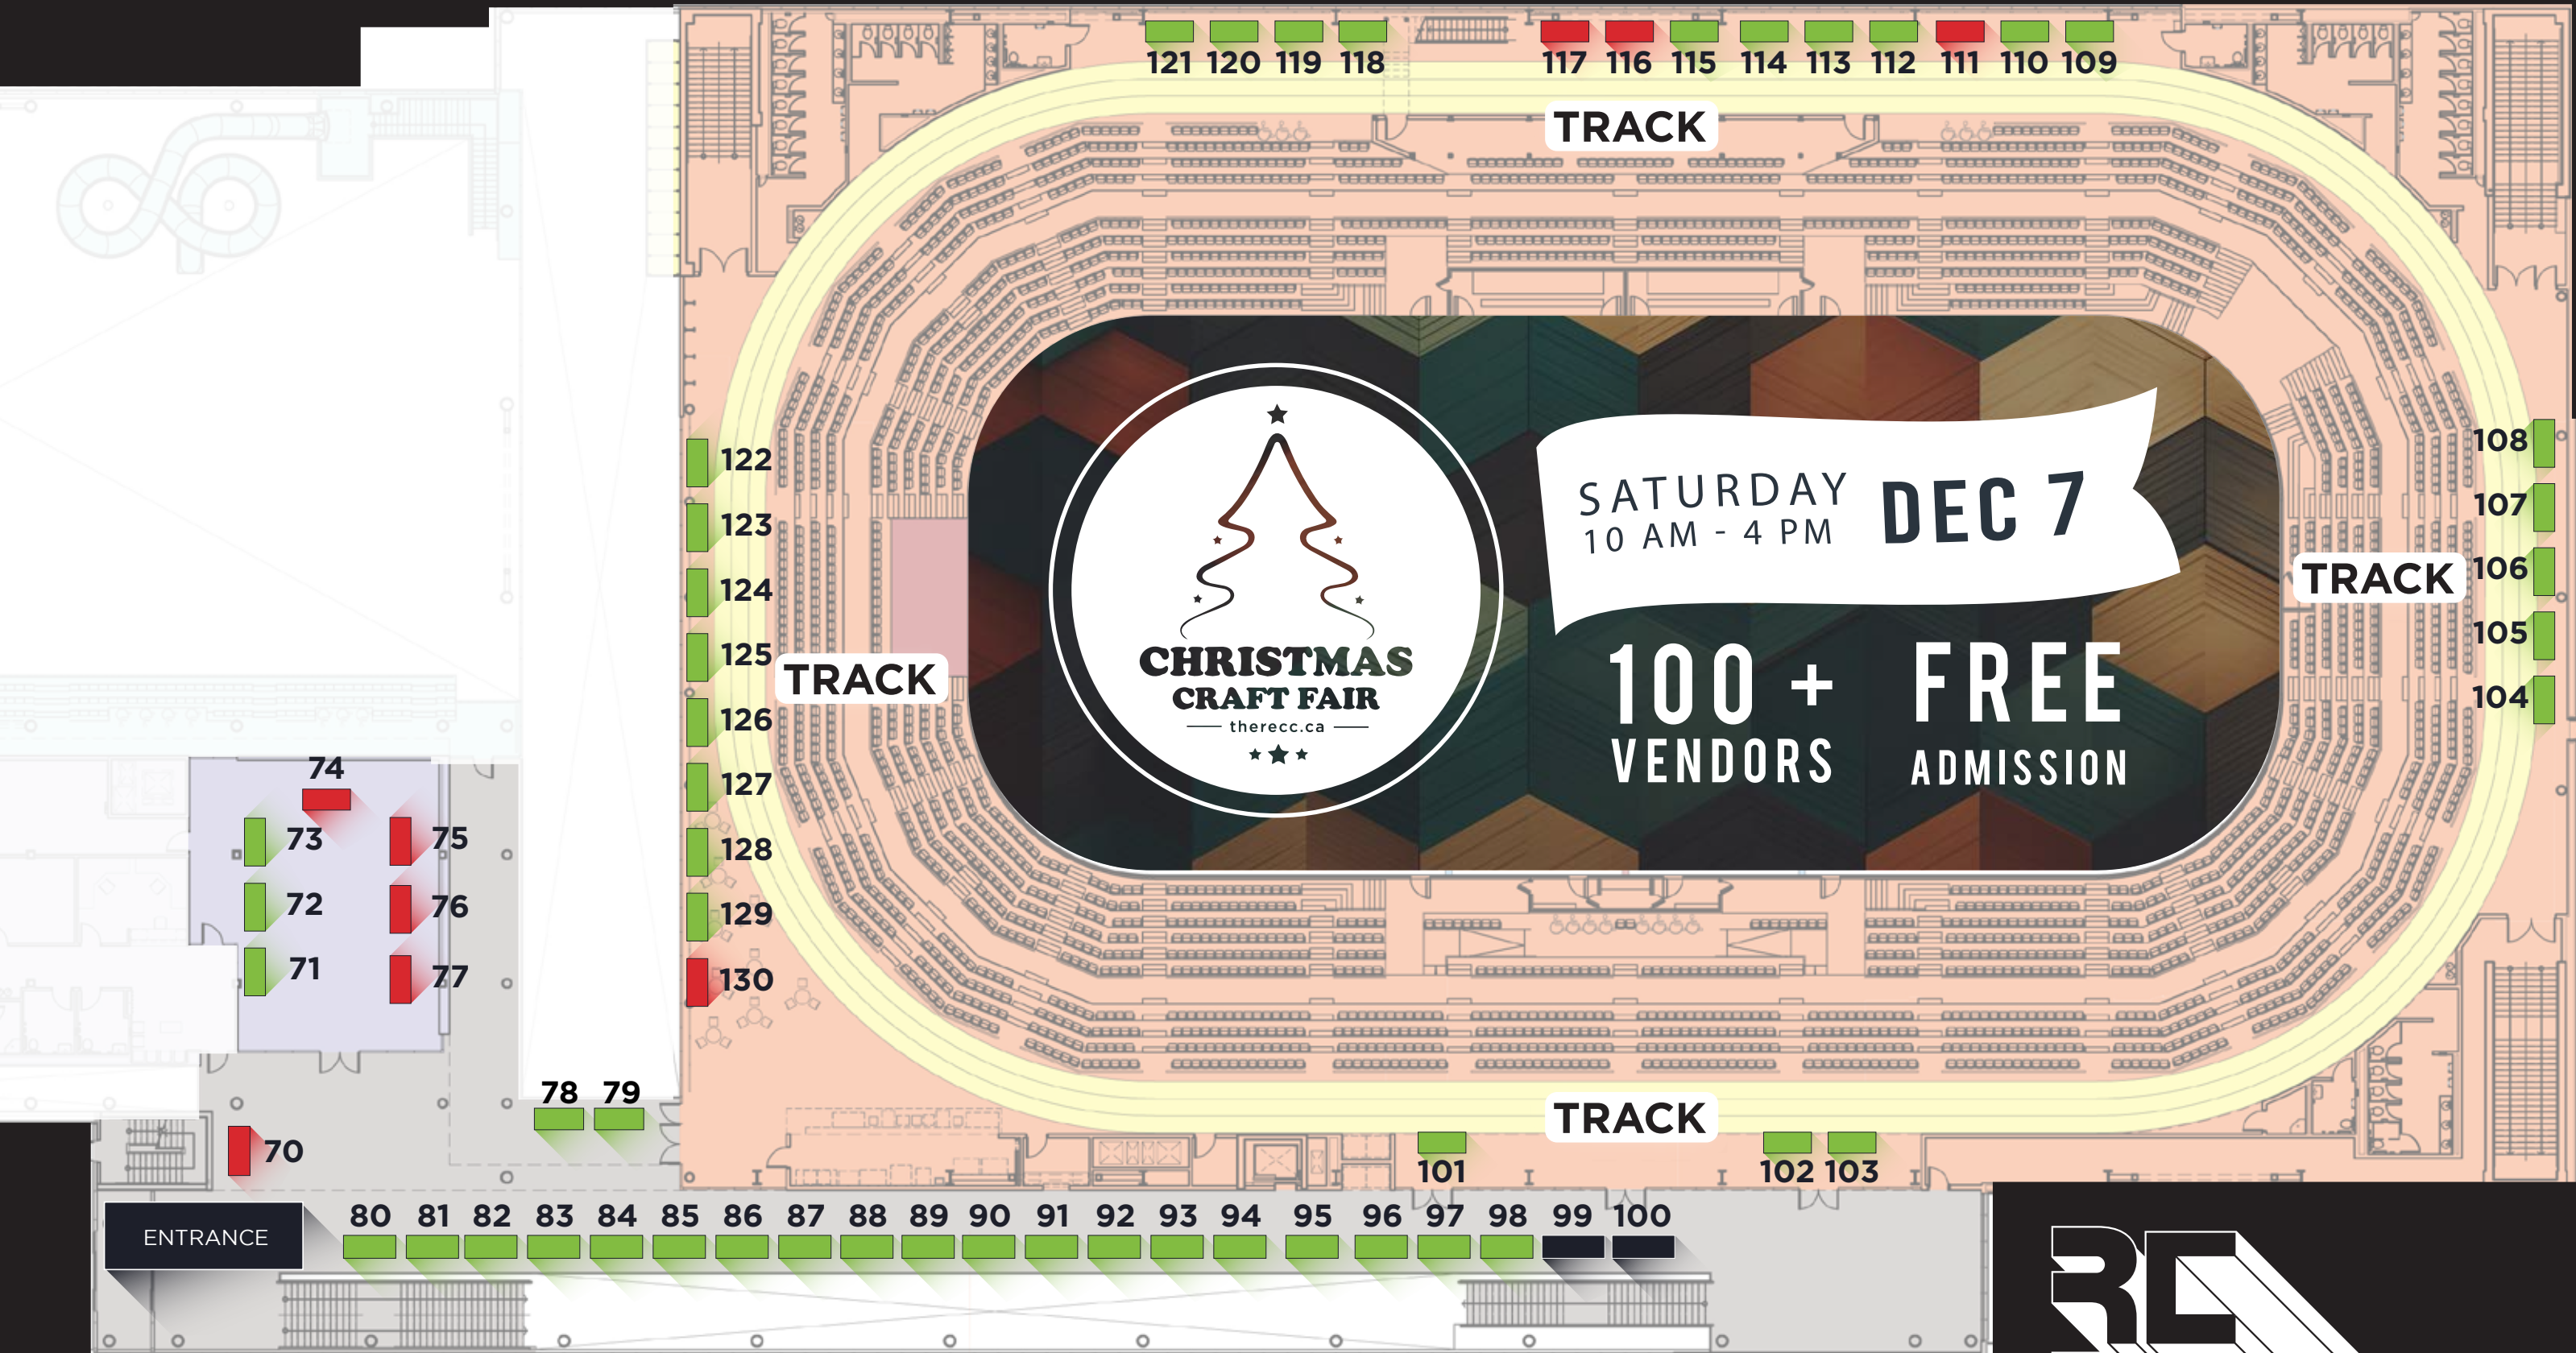 121 120 119 118 117 116 115 114 113 112 111 110 109
TRACK
108
107
106
105
104
TRACK
122
123
124
125
126
127
128
129
130
TRACK
CHRISTMAS
CRAFT FAIR
therecc.ca
SATURDAY
10 AM - 4 PM
DEC 7
100 +
VENDORS
FREE
ADMISSION
74
73 75
72 76
71 77
78 79
70
TRACK
101 102 103
ENTRANCE
80 81 82 83 84 85 86 87 88 89 90 91 92 93 94 95 96 97 98 99 100